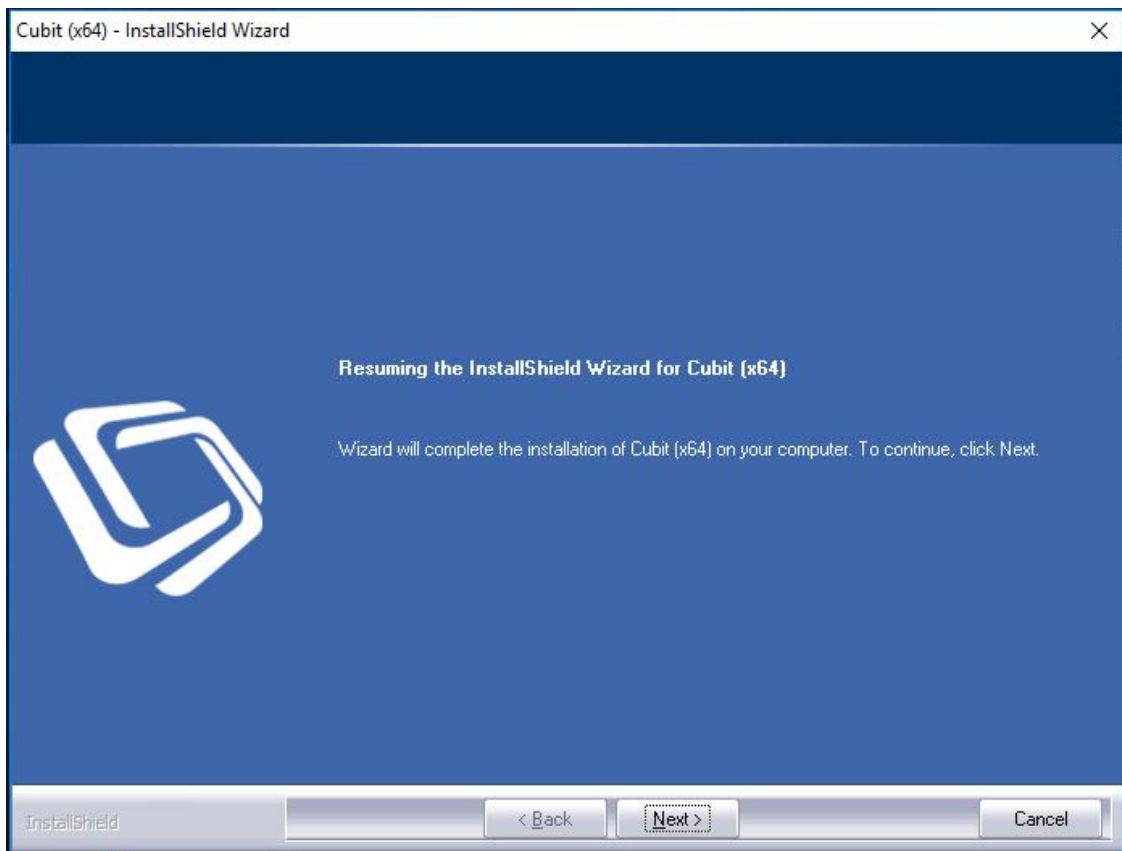 Cubit (x64) - InstallShield Wizard
Resuming the InstallShield Wizard for Cubit (x64)
Wizard will complete the installation of Cubit (x64) on your computer. To continue, click Next.
InstallShield
< Back
Next >
Cancel